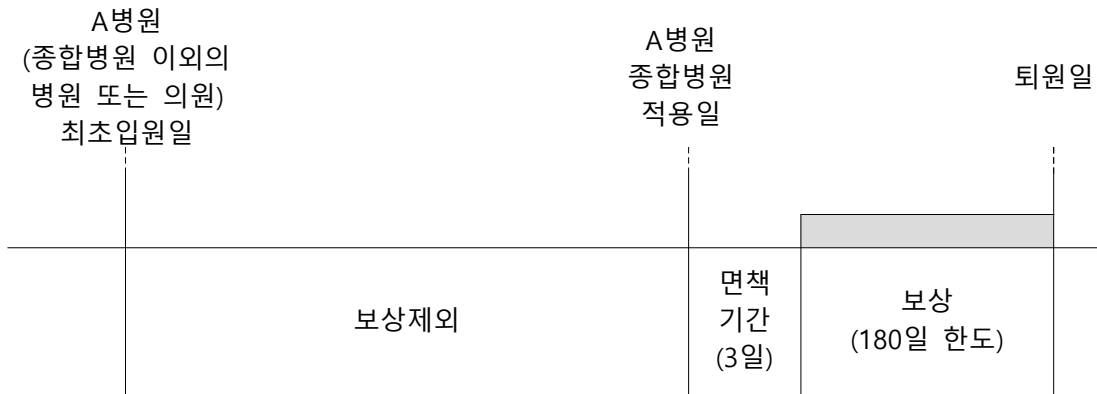 A병원
(종합병원 이외의
병원 또는 의원)
최초입원일
A병원
종합병원
적용일
퇴원일
보상제외
면책
기간
(3일)
보상
(180일 한도)